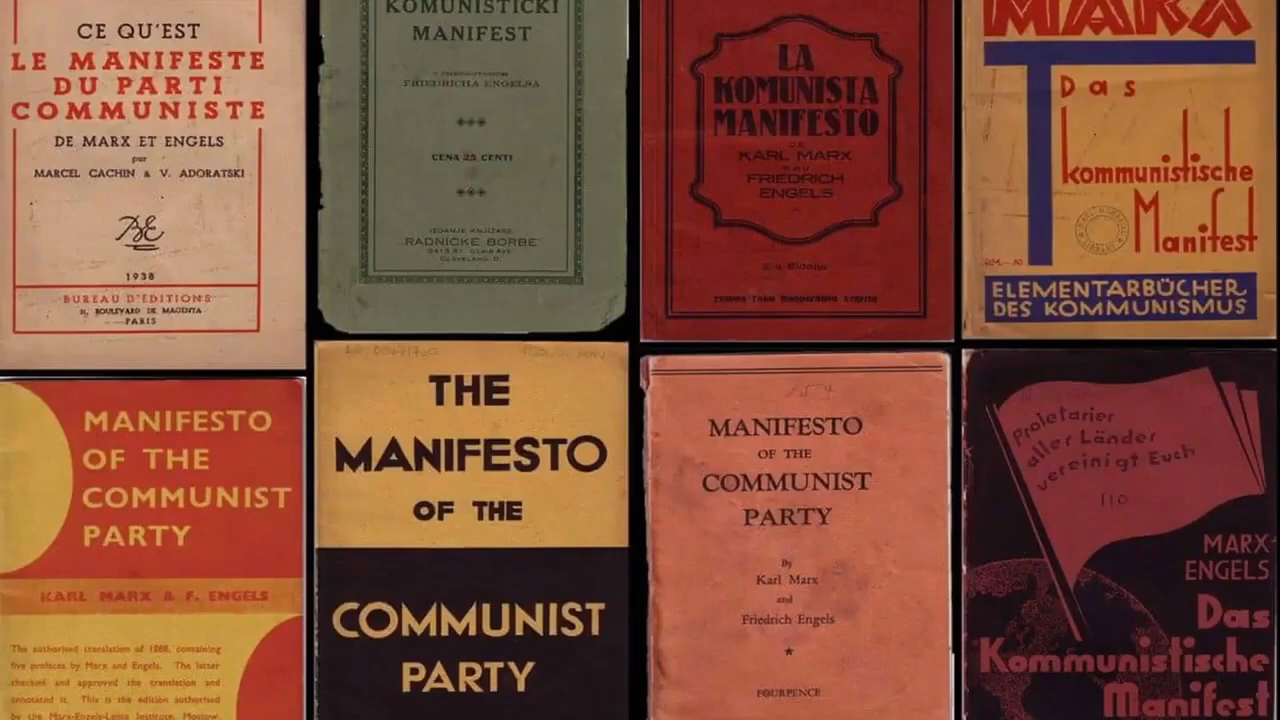 CE QU'EST
LE MANIFESTE
DU PARTI
COMMUNISTE
DE MARX ET ENGELS
par
MARCEL CACHIN & V. ADORATSKI
BE
1938
BUREAU D'ÉDITIONS
31, BOULEVARD DE MAGENTA
PARIS
KOMUNISTIČKI
MANIFEST
FRIEDRICHA ENGELSA
CENA 25 CENTI
IZDANJE KNJIŽARE
"RADNIČKE BORBE"
CLEVELAND, O.
LA
KOMUNISTA
MANIFESTO
DE
KARL MARX
KAJ
FRIEDRICH
ENGELS
MARX
Das
kommunistische
Manifest
ELEMENTARBÜCHER
DES KOMMUNISMUS
MANIFESTO
OF THE
COMMUNIST
PARTY
KARL MARX & F. ENGELS
The authorised translation of 1888, containing
five prefaces by Marx and Engels. The latter
checked and approved the translation and
annotated it. This is the edition authorised
by the Marx-Engels-Lenin Institute, Moscow.
THE
MANIFESTO
OF THE
COMMUNIST
PARTY
MANIFESTO
OF THE
COMMUNIST
PARTY
By
Karl Marx
and
Friedrich Engels
FOURPENCE
Proletarier
aller Länder
vereinigt Euch
110
MARX-
ENGELS
Das
Kommunistische
Manifest